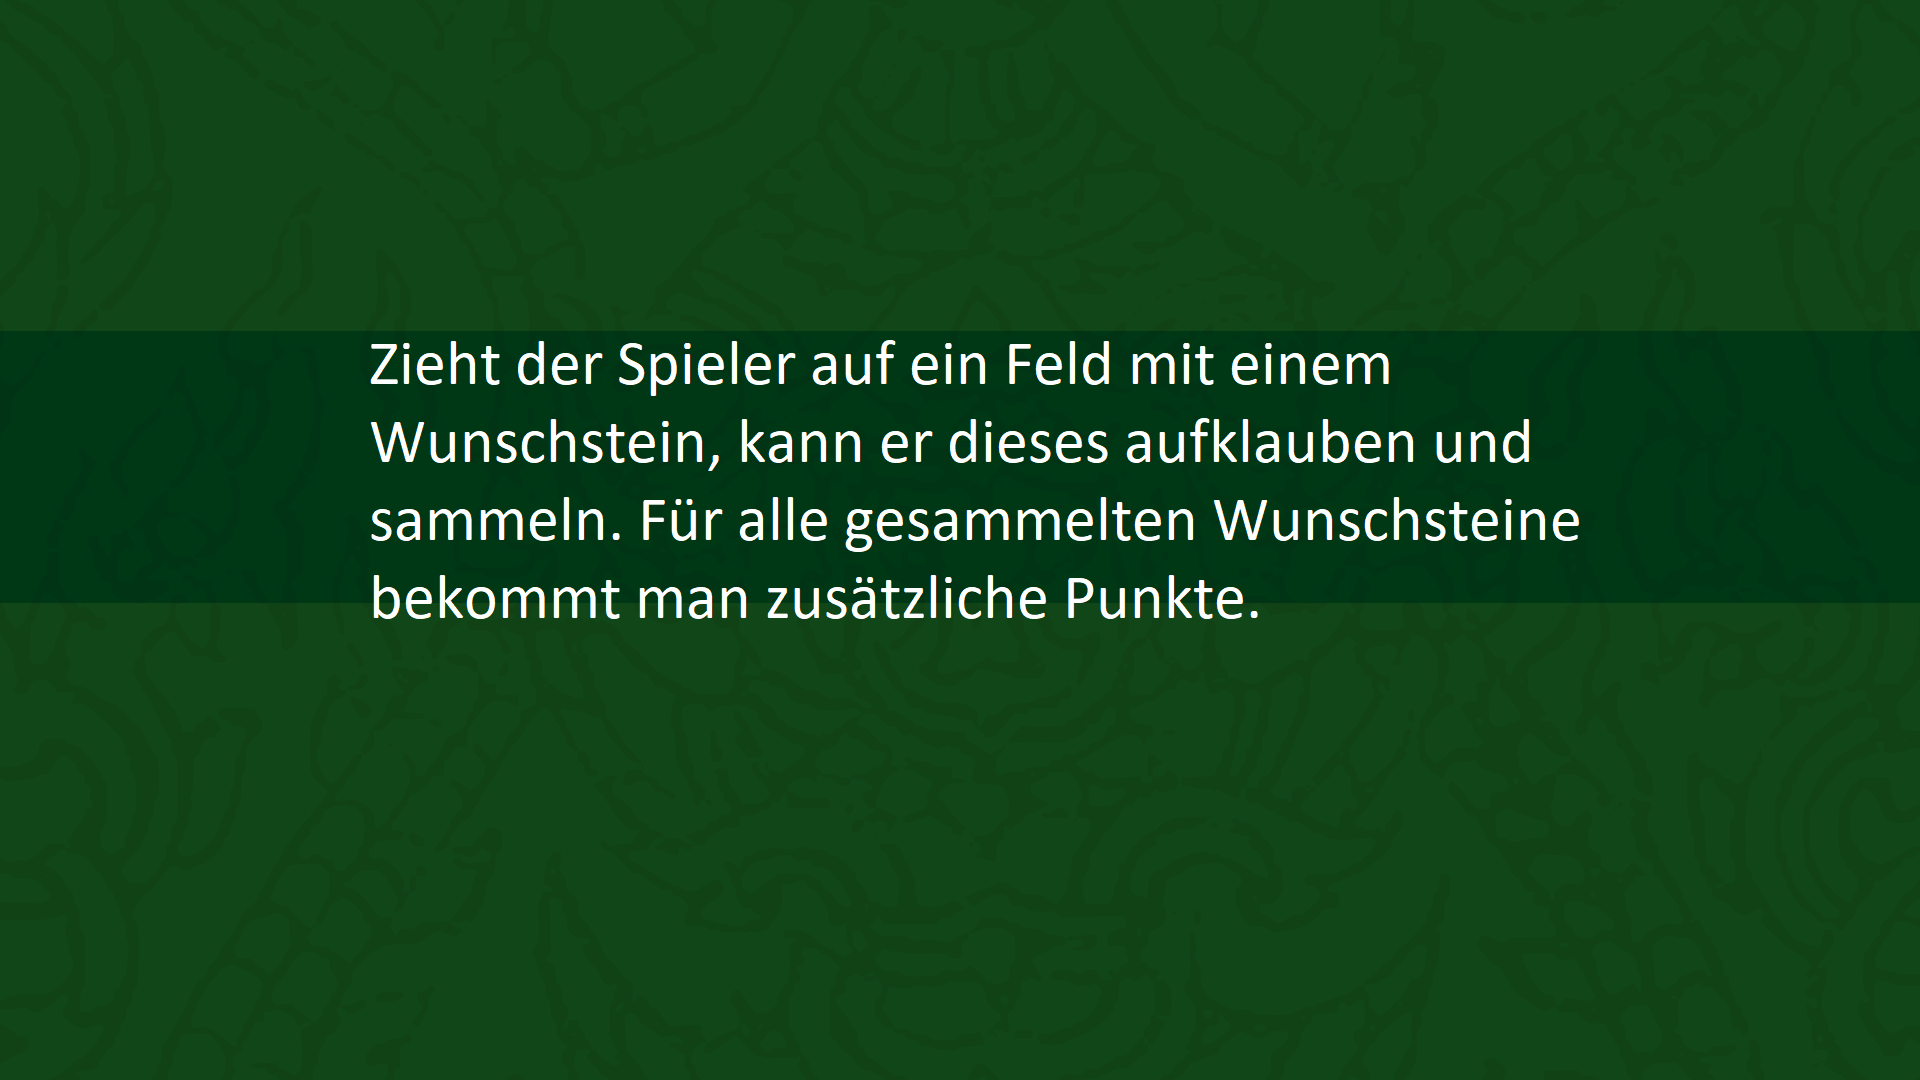 Zieht der Spieler auf ein Feld mit einem
Wunschstein, kann er dieses aufklauben und
sammeln. Für alle gesammelten Wunschsteine
bekommt man zusätzliche Punkte.